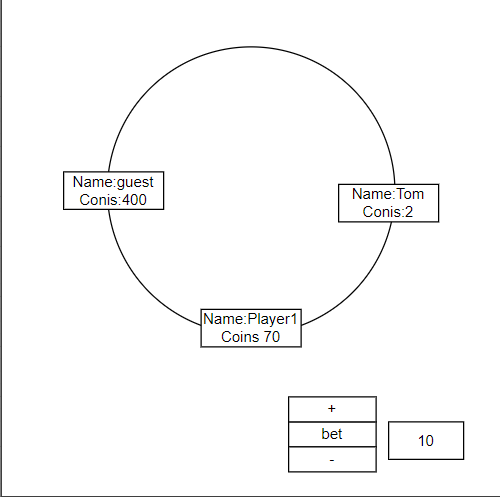 Name:guest
Conis:400
Name:Tom
Conis:2
Name:Player1
Coins 70
+
bet
10
-